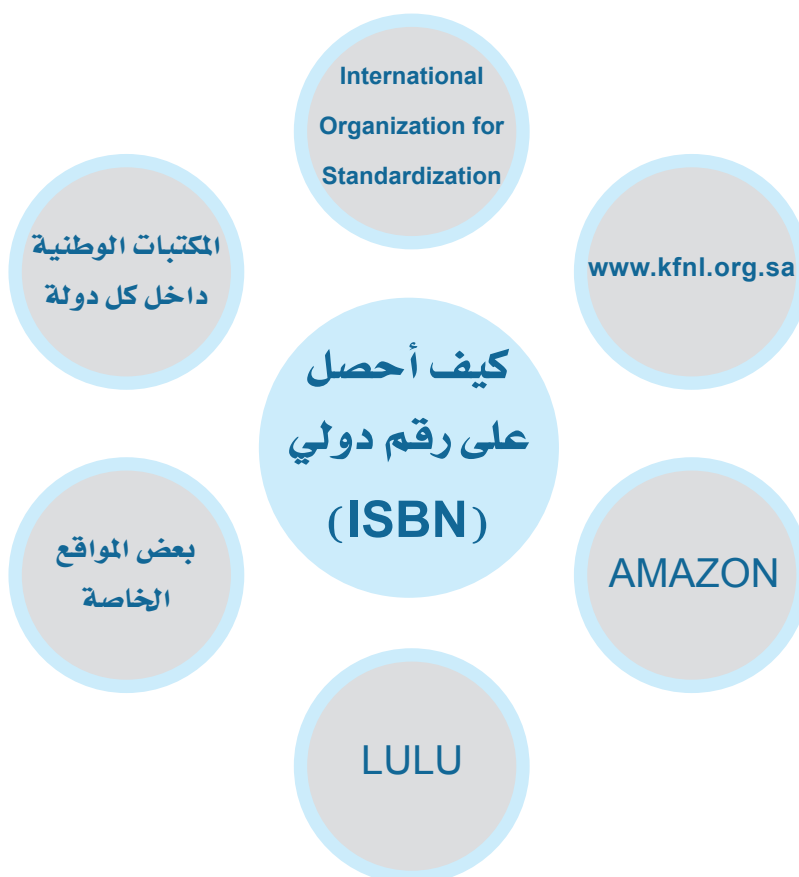 International
Organization for
Standardization
www.kfnl.org.sa
المكتبات الوطنية
داخل كل دولة
كيف أحصل
على رقم دولي
(ISBN)
AMAZON
بعض المواقع
الخاصة
LULU